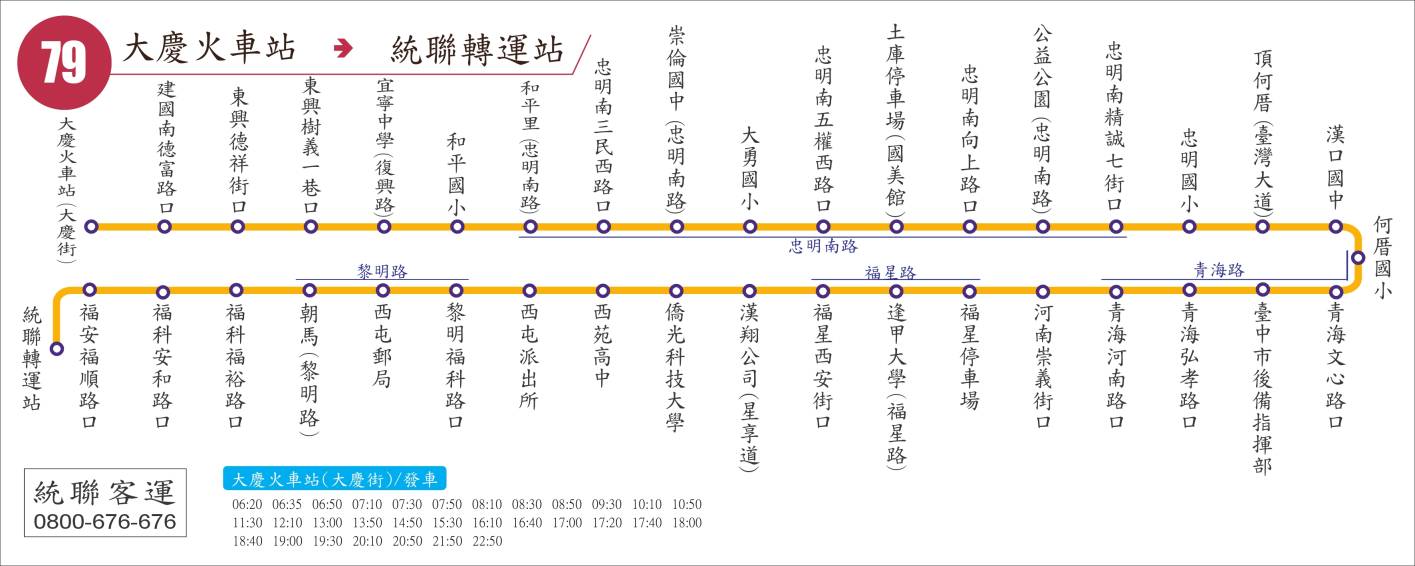 79
大慶火車站 → 統聯轉運站
大慶火車站(大慶街)
建國南德富路口
東興德祥街口
東興樹義一巷口
宜寧中學(復興路)
和平國小
和平里(忠明南路)
忠明南三民西路口
崇倫國中(忠明南路)
大勇國小
忠明南五權西路口
土庫停車場(國美館)
忠明南向上路口
公益公園(忠明南路)
忠明南精誠七街口
忠明國小
頂何厝(臺灣大道)
漢口國中
何厝國小
忠明南路
黎明路
福星路
青海路
統聯轉運站
福安福順路口
福科安和路口
福科福裕路口
朝馬(黎明路)
西屯郵局
黎明福科路口
西屯派出所
西苑高中
僑光科技大學
漢翔公司(星享道)
福星西安街口
逢甲大學(福星路)
福星停車場
河南崇義街口
青海河南路口
青海弘孝路口
臺中市後備指揮部
青海文心路口
統聯客運
0800-676-676
大慶火車站(大慶街)/發車
06:20 06:35 06:50 07:10 07:30 07:50 08:10 08:30 08:50 09:30 10:10 10:50
11:30 12:10 13:00 13:50 14:50 15:30 16:10 16:40 17:00 17:20 17:40 18:00
18:40 19:00 19:30 20:10 20:50 21:50 22:50